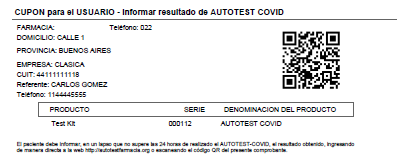 CUPON para el USUARIO - Informar resultado de AUTOTEST COVID
FARMACIA: Teléfono: 022
DOMICILIO: CALLE 1
PROVINCIA: BUENOS AIRES
EMPRESA: CLASICA
CUIT: 44111111118
Referente: CARLOS GOMEZ
Teléfono: 1144445555
PRODUCTO SERIE DENOMINACION DEL PRODUCTO
Test Kit 000112 AUTOTEST COVID
El paciente debe informar, en un lapso que no supere las 24 horas de realizado el AUTOTEST-COVID, el resultado obtenido, ingresando
de manera directa a la web http://autotestfarmacia.org o escaneando el código QR del presente comprobante.